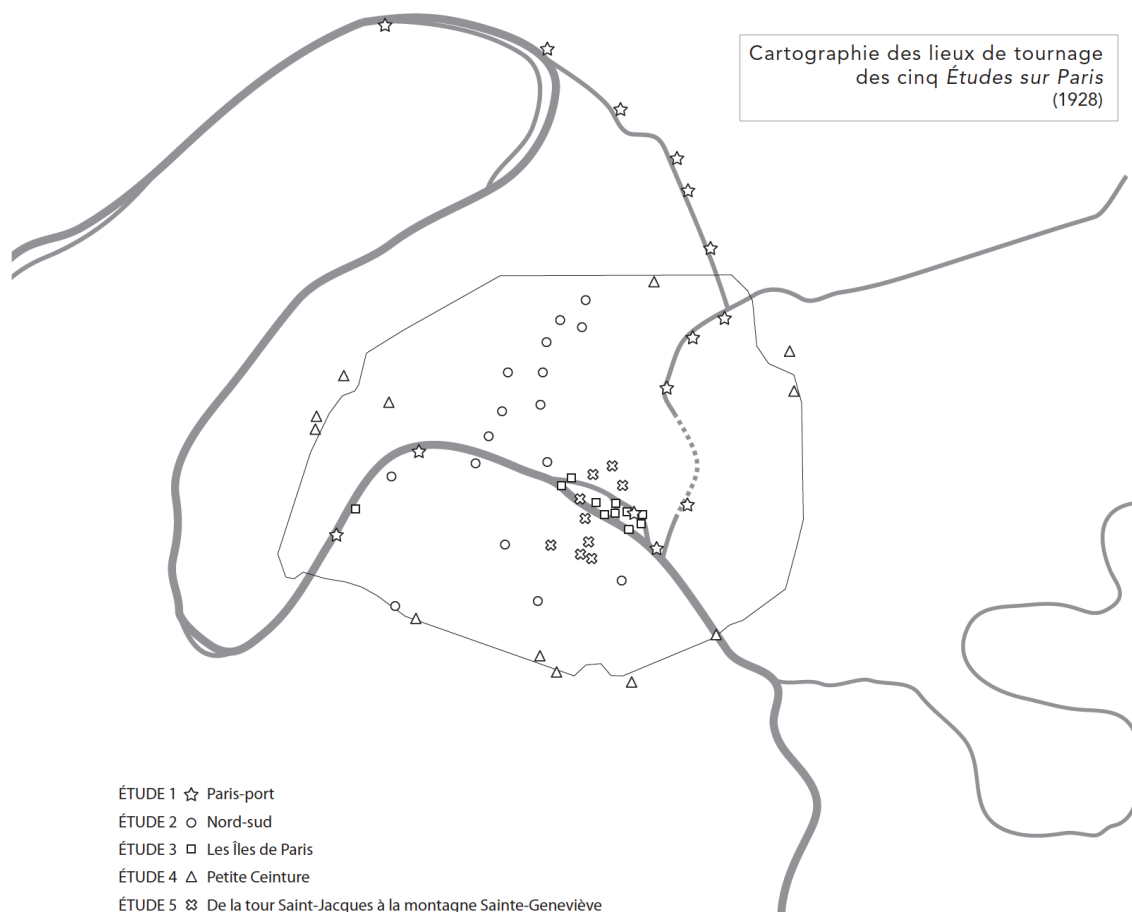 Cartographie des lieux de tournage
des cinq Études sur Paris
(1928)
ÉTUDE 1 Paris-port
ÉTUDE 2 Nord-sud
ÉTUDE 3 Les Îles de Paris
ÉTUDE 4 Petite Ceinture
ÉTUDE 5 De la tour Saint-Jacques à la montagne Sainte-Geneviève